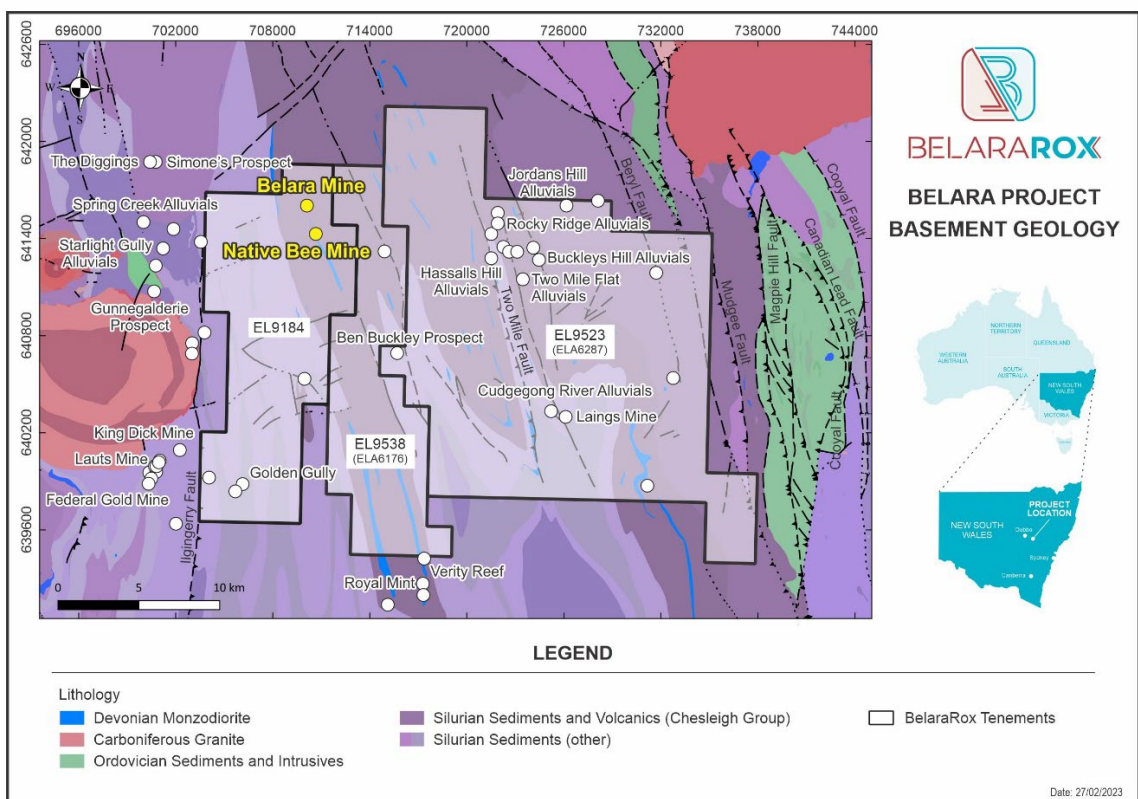 696000
702000
708000
714000
720000
726000
732000
738000
744000
642600
642000
641400
640800
640200
639600
N
W
E
S
The Diggings
Simone's Prospect
Belara Mine
Spring Creek Alluvials
Native Bee Mine
Starlight Gully
Alluvials
Gunnegalderie
Prospect
Jordans Hill
Alluvials
Rocky Ridge Alluvials
Buckleys Hill Alluvials
Hassalls Hill
Alluvials
Two Mile Flat
Alluvials
Two Mile Fault
Beryl Fault
Mudgee Fault
Magpie Hill Fault
Canadian Lead Fault
Cooyal Fault
Cooyal Fault
EL9184
Ben Buckley Prospect
EL9523
(ELA6287)
Cudgegong River Alluvials
Laings Mine
King Dick Mine
Lauts Mine
EL9538
(ELA6176)
Golden Gully
Federal Gold Mine
Ilgingerry Fault
Verity Reef
Royal Mint
0
5
10 km
BELARAROX
BELARA PROJECT
BASEMENT GEOLOGY
NORTHERN
TERRITORY
QUEENSLAND
WESTERN
AUSTRALIA
SOUTH
AUSTRALIA
NEW SOUTH
WALES
VICTORIA
PROJECT
LOCATION
NEW SOUTH
WALES
Dubbo
Sydney
Canberra
LEGEND
Lithology
Devonian Monzodiorite
Carboniferous Granite
Ordovician Sediments and Intrusives
Silurian Sediments and Volcanics (Chesleigh Group)
Silurian Sediments (other)
BelaraRox Tenements
Date: 27/02/2023